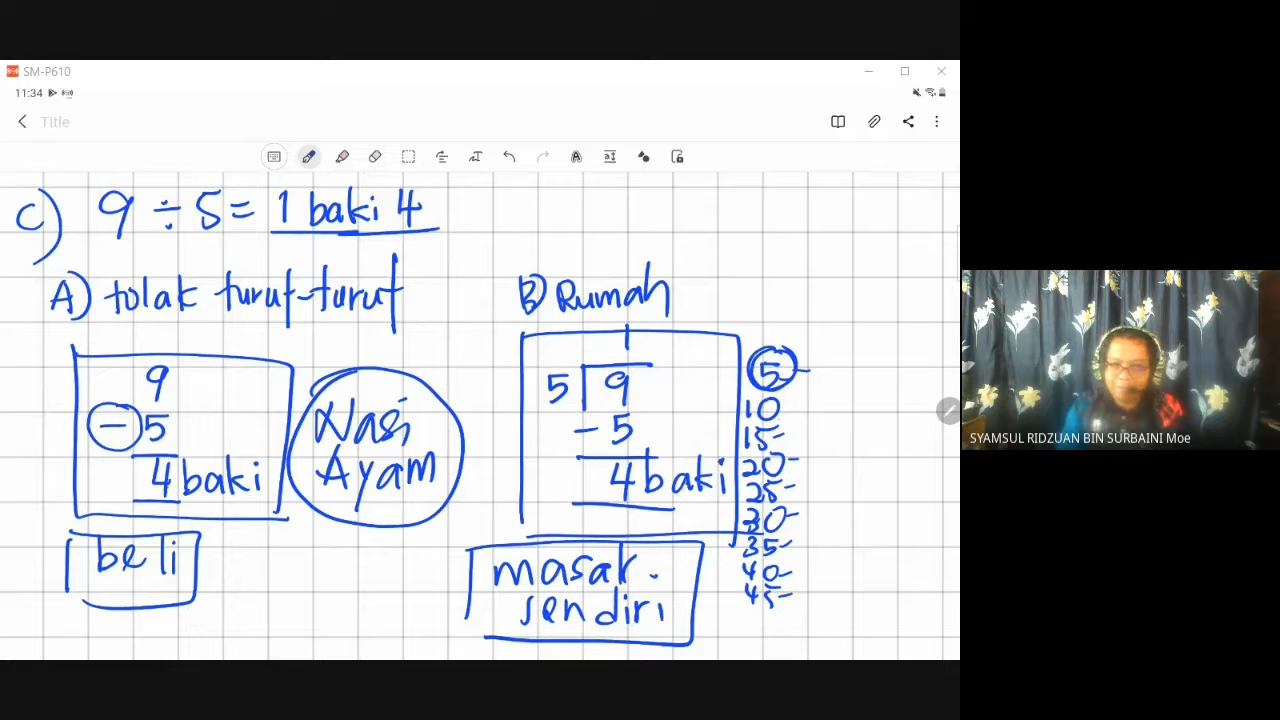 SM-P610
11:34
Title
C) 9 ÷ 5 = 1 baki 4
A) tolak turut-turut
9
− 5
4 baki
beli
Nasi
Ayam
B) Rumah
1
5 9
− 5
4 baki
masak
sendiri
5
10
15
20
25
30
35
40
45
SYAMSUL RIDZUAN BIN SURBAINI Moe